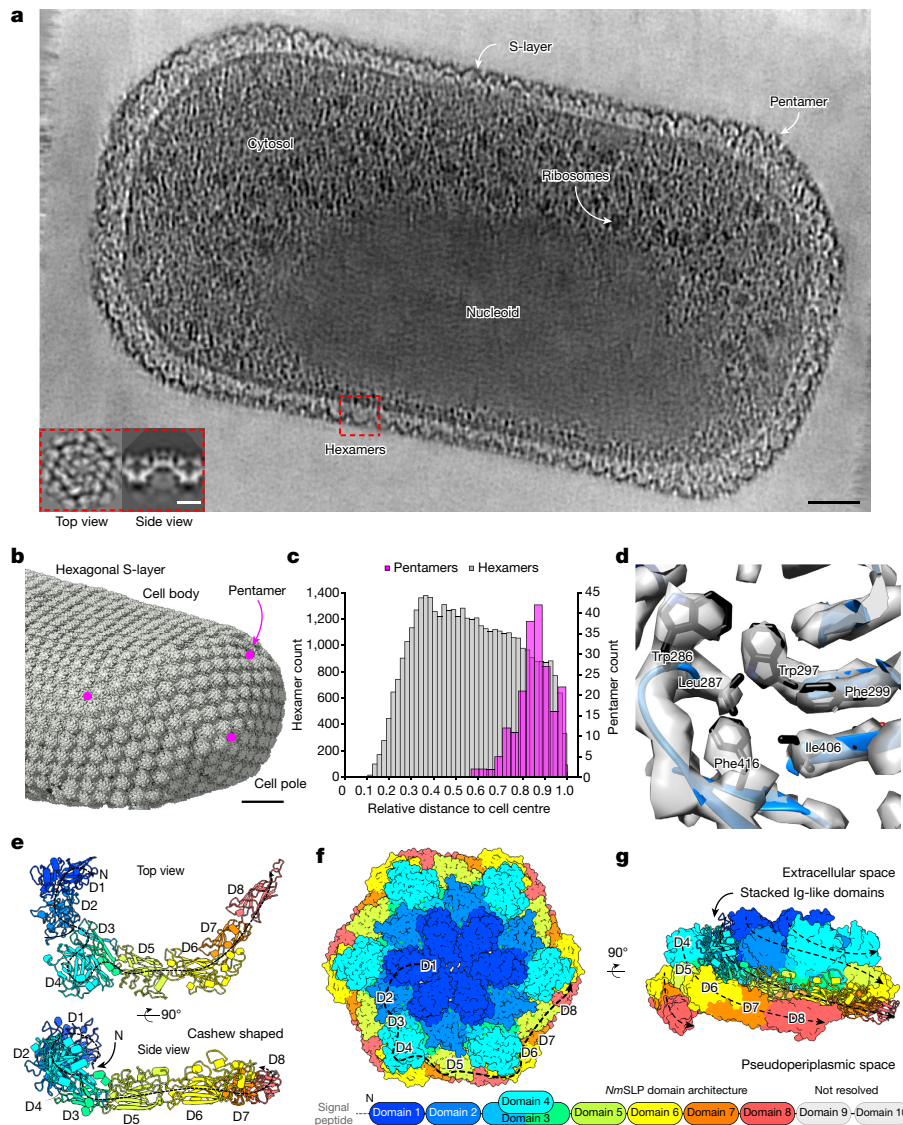 a
S-layer
Pentamer
Cytosol
Ribosomes
Nucleoid
Hexamers
Top view
Side view
b
Hexagonal S-layer
Cell body
Pentamer
Cell pole
c
Pentamers
Hexamers
1,400
1,200
1,000
800
600
400
200
0
Hexamer count
45
40
35
30
25
20
15
10
5
0
Pentamer count
0 0.1 0.2 0.3 0.4 0.5 0.6 0.7 0.8 0.9 1.0
Relative distance to cell centre
d
Trp286
Leu287
Trp297
Phe299
Ile406
Phe416
e
Top view
N
D1
D2
D3
D4
D5
D6
D7
D8
90°
Cashew shaped
Side view
D1
N
D2
D4
D3
D5
D6
D7
D8
f
D1
D2
D3
D4
D5
D6
D7
D8
g
Extracellular space
Stacked Ig-like domains
90°
D4
D5
D6
D7
D8
Pseudoperiplasmic space
NmSLP domain architecture
Not resolved
N
Signal
peptide
Domain 1
Domain 2
Domain 4
Domain 3
Domain 5
Domain 6
Domain 7
Domain 8
Domain 9
Domain 10